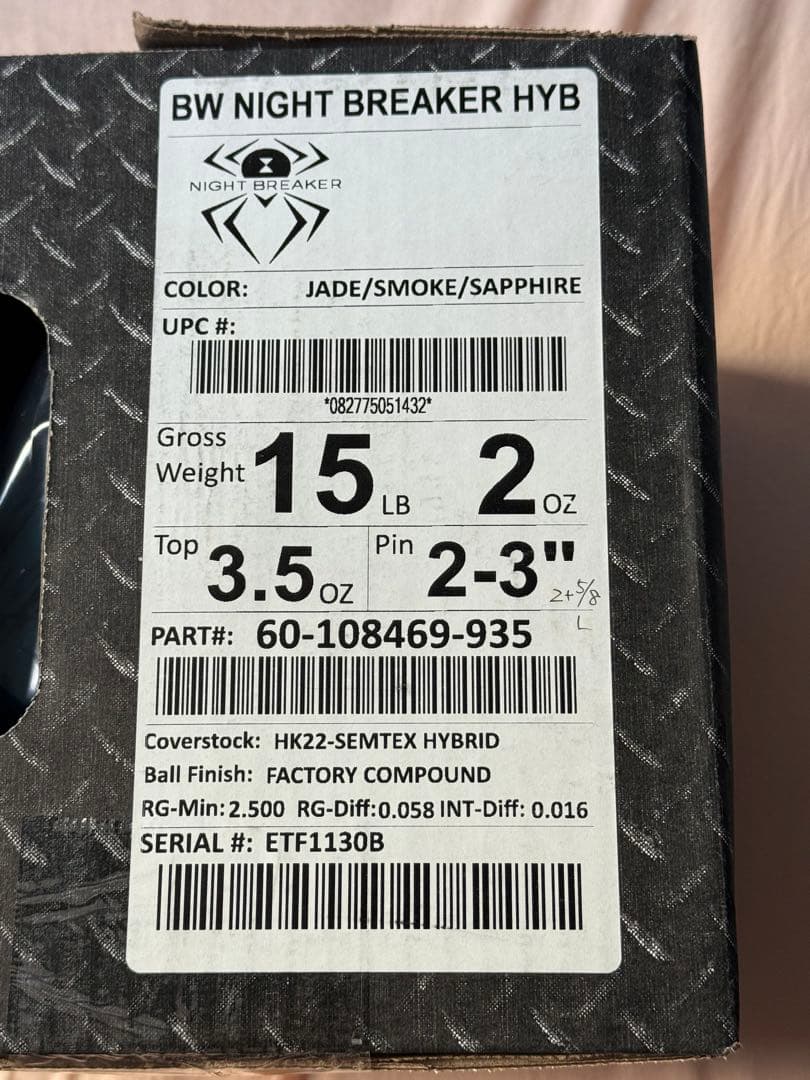 BW NIGHT BREAKER HYB
NIGHT BREAKER
COLOR: JADE/SMOKE/SAPPHIRE
UPC #:
*082775051432*
Gross Weight 15 LB 2 OZ
Top 3.5 OZ Pin 2-3"
2+5/8
L
PART#: 60-108469-935
Coverstock: HK22-SEMTEX HYBRID
Ball Finish: FACTORY COMPOUND
RG-Min: 2.500 RG-Diff: 0.058 INT-Diff: 0.016
SERIAL #: ETF1130B